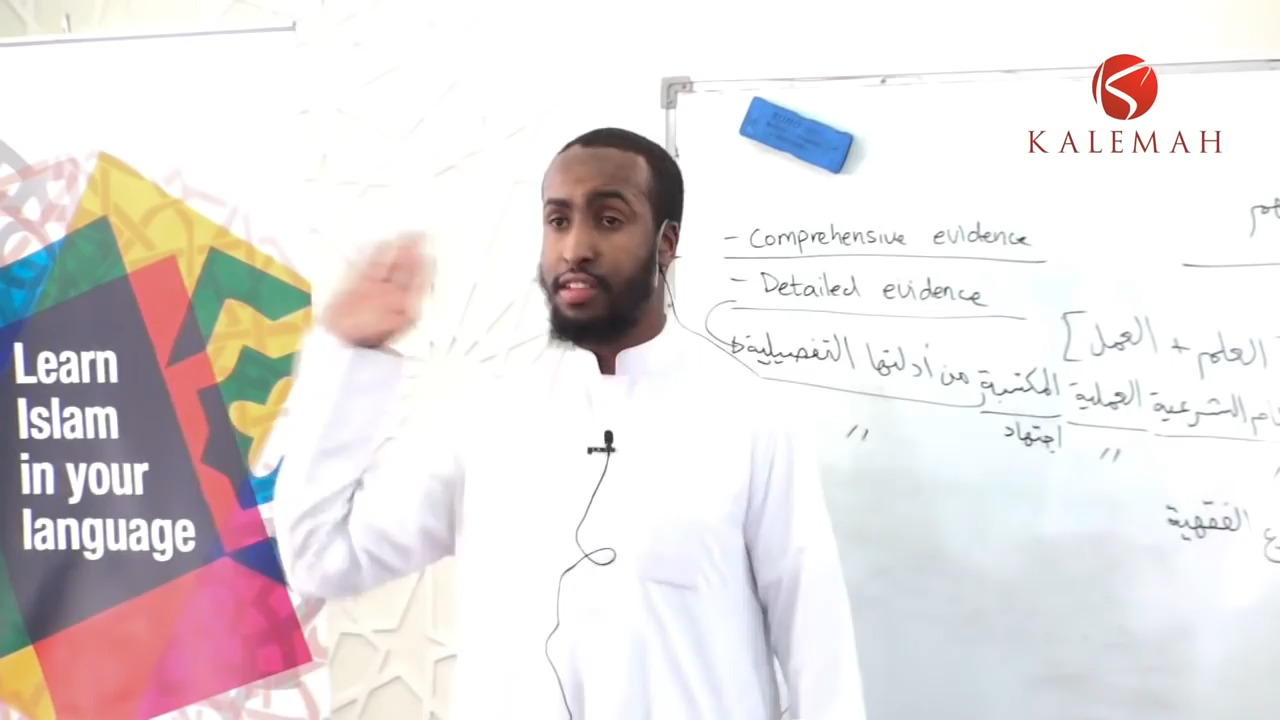 Learn
Islam
in your
language
KALEMAH
- Comprehensive evidence
- Detailed evidence
العلم + العمل]
الشرعية العملية المكتسبة من أدلتها التفصيلية
اجتهاد
〃 〃
الفقهية